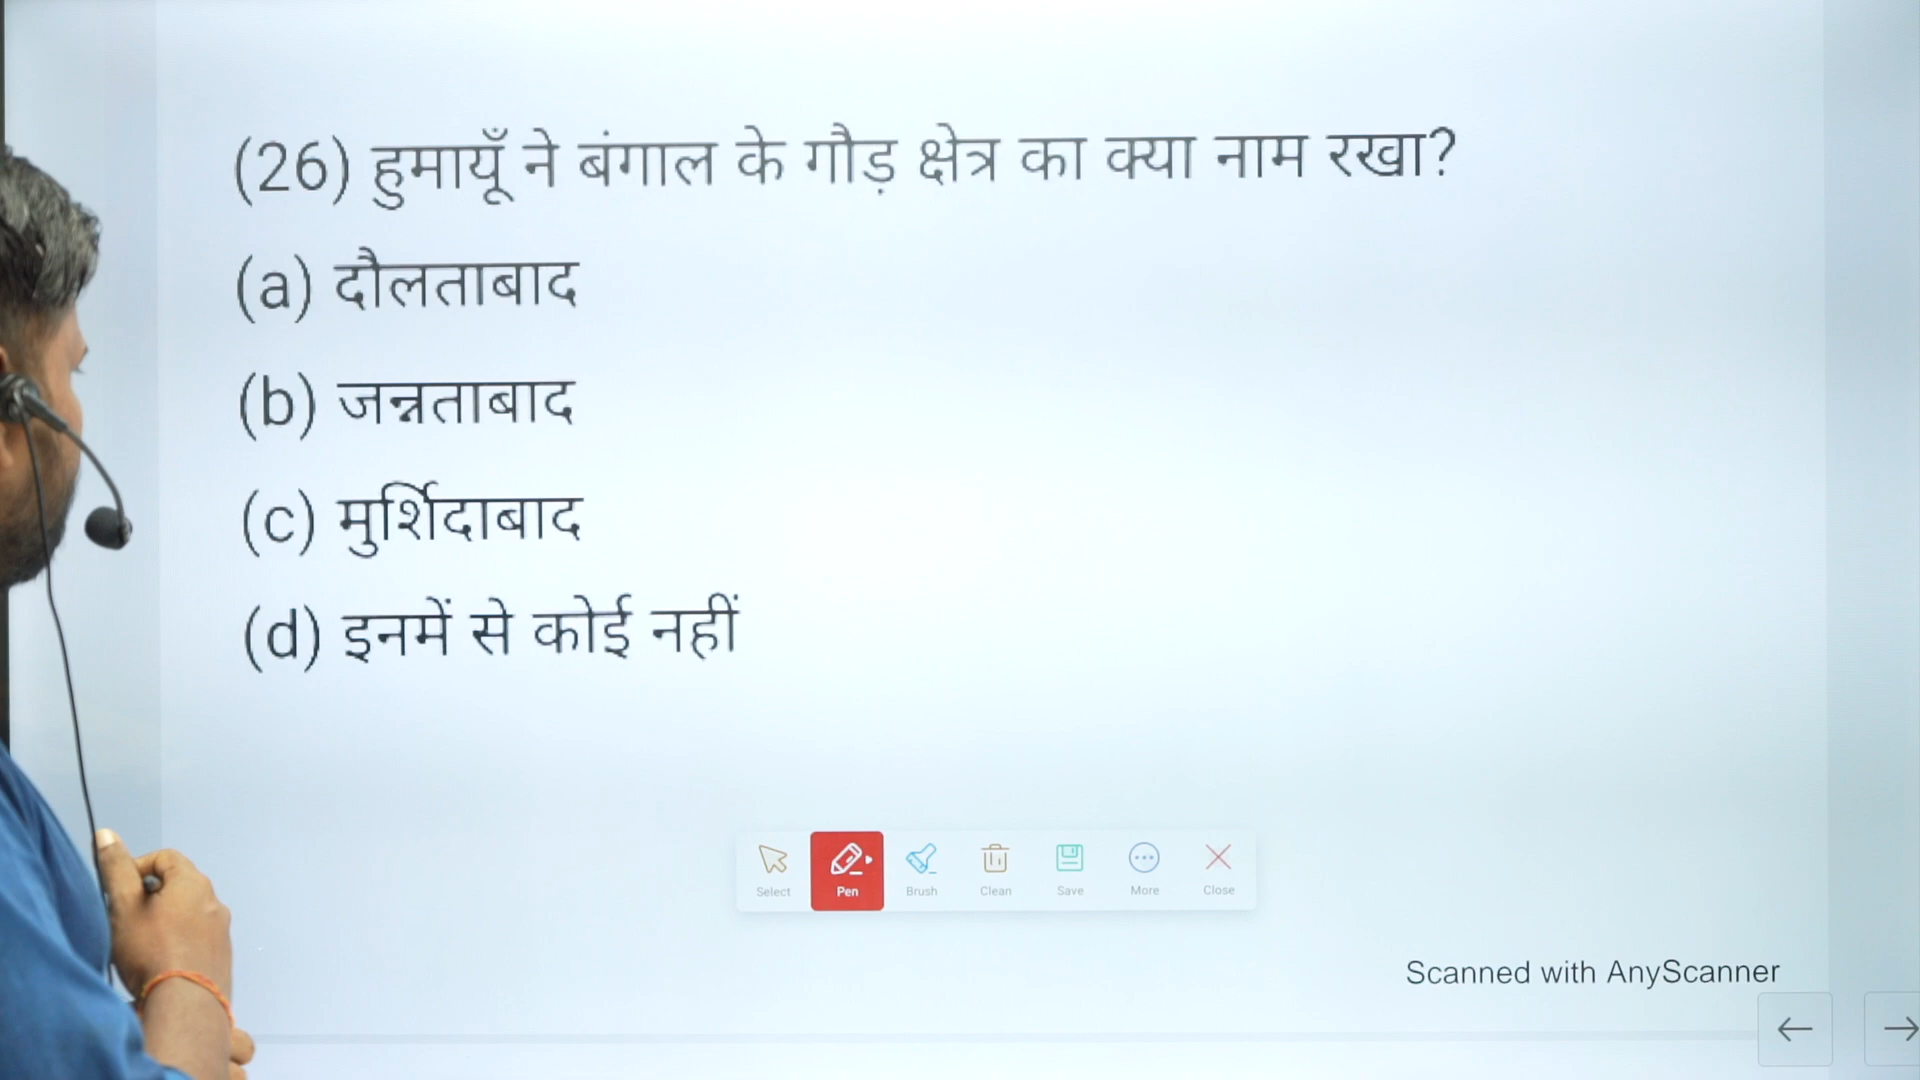 (26) हुमायूँ ने बंगाल के गौड़ क्षेत्र का क्या नाम रखा?
(a) दौलताबाद
(b) जन्नताबाद
(c) मुर्शिदाबाद
(d) इनमें से कोई नहीं
Select Pen Brush Clean Save More Close
Scanned with AnyScanner